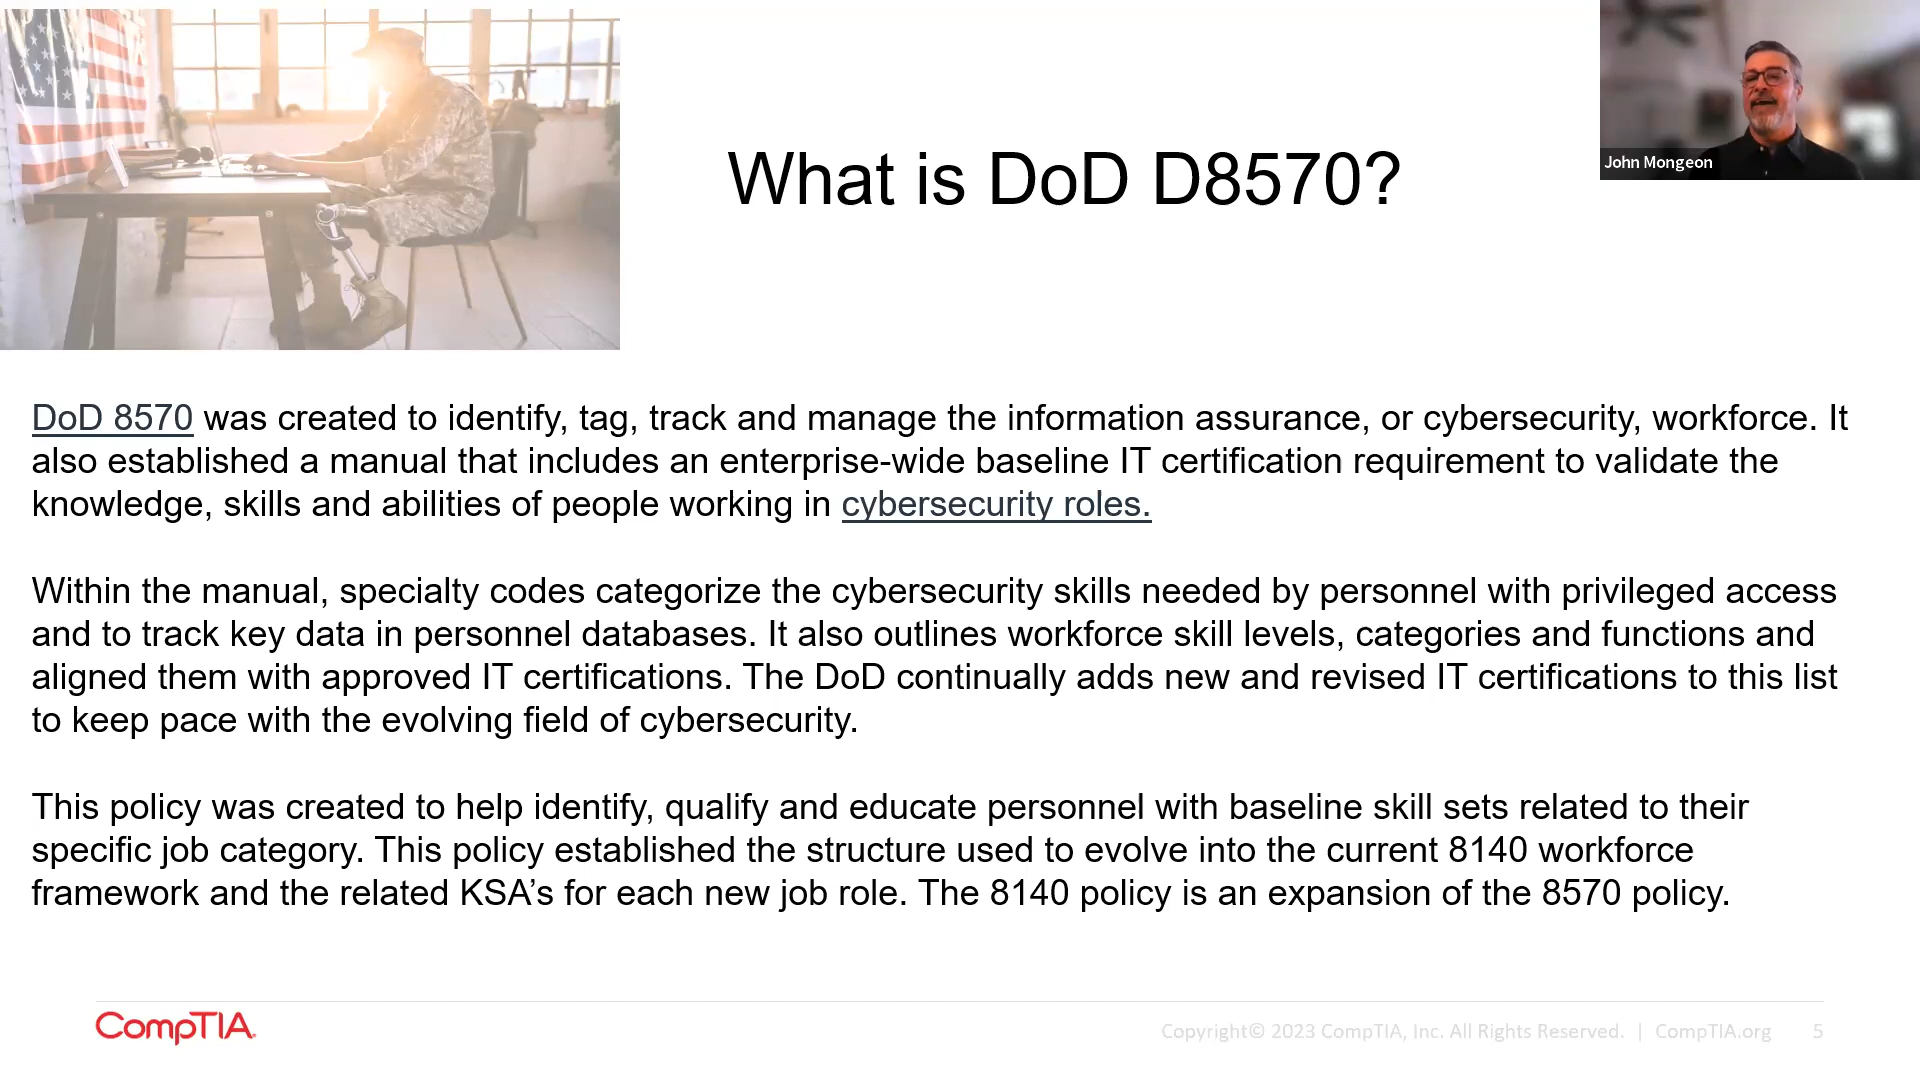 John Mongeon
What is DoD D8570?
DoD 8570 was created to identify, tag, track and manage the information assurance, or cybersecurity, workforce. It
also established a manual that includes an enterprise-wide baseline IT certification requirement to validate the
knowledge, skills and abilities of people working in cybersecurity roles.
Within the manual, specialty codes categorize the cybersecurity skills needed by personnel with privileged access
and to track key data in personnel databases. It also outlines workforce skill levels, categories and functions and
aligned them with approved IT certifications. The DoD continually adds new and revised IT certifications to this list
to keep pace with the evolving field of cybersecurity.
This policy was created to help identify, qualify and educate personnel with baseline skill sets related to their
specific job category. This policy established the structure used to evolve into the current 8140 workforce
framework and the related KSA’s for each new job role. The 8140 policy is an expansion of the 8570 policy.
CompTIA.
Copyright© 2023 CompTIA, Inc. All Rights Reserved. | CompTIA.org 5